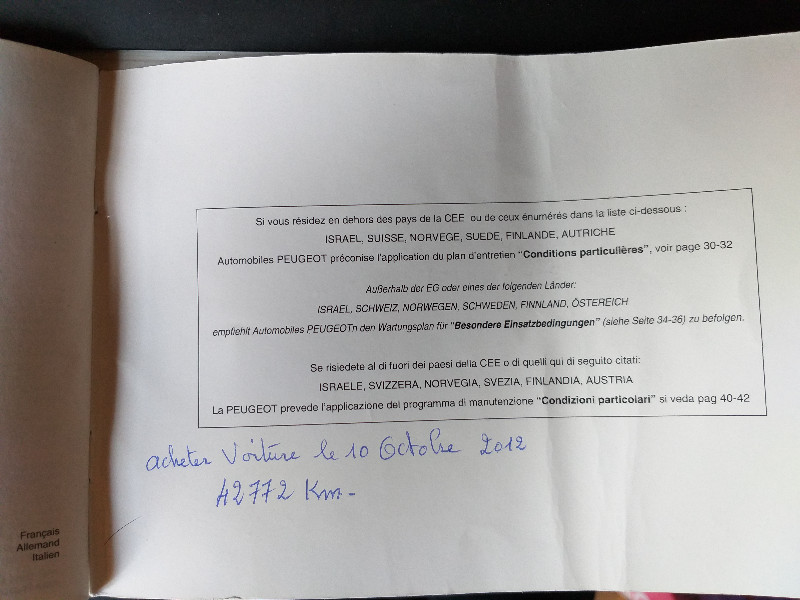 Si vous résidez en dehors des pays de la CEE ou de ceux énumérés dans la liste ci-dessous :
ISRAEL, SUISSE, NORVEGE, SUEDE, FINLANDE, AUTRICHE
Automobiles PEUGEOT préconise l'application du plan d'entretien "Conditions particulières", voir page 30-32
Außerhalb der EG oder eines der folgenden Länder:
ISRAEL, SCHWEIZ, NORWEGEN, SCHWEDEN, FINNLAND, ÖSTEREICH
empfiehlt Automobiles PEUGEOTn den Wartungsplan für "Besondere Einsatzbedingungen" (siehe Seite 34-36) zu befolgen.
Se risiedete al di fuori dei paesi della CEE o di quelli qui di seguito citati:
ISRAELE, SVIZZERA, NORVEGIA, SVEZIA, FINLANDIA, AUSTRIA
La PEUGEOT prevede l'applicazione del programma di manutenzione "Condizioni particolari" si veda pag 40-42
acheter Voiture le 10 Octobre 2012
42772 Km-
Français
Allemand
Italien